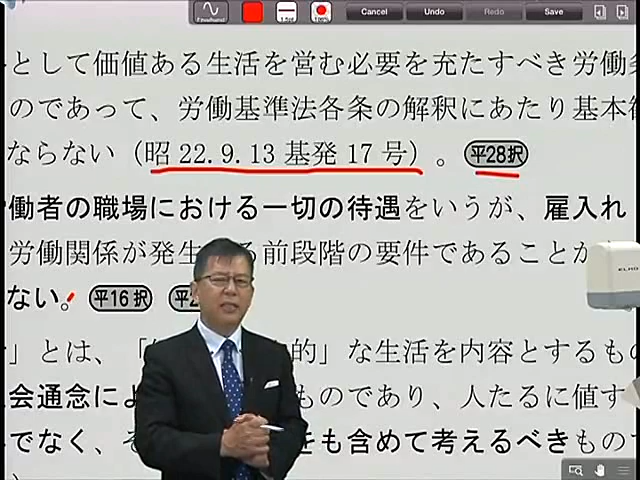 Freehand 1.5pt 100% Cancel Undo Redo Save
として価値ある生活を営む必要を充たすべき労働
のであって、労働基準法各条の解釈にあたり基本
ならない（昭 22.9.13 基発 17 号）。 平28択
働者の職場における一切の待遇をいうが、雇入れ
労働関係が発生 る前段階の要件であることか
ない。 平16択 平
」とは、「 的」な生活を内容とするもの
会通念によ ものであり、人たるに値す
でなく、そ をも含めて考えるべきもの
ELMO